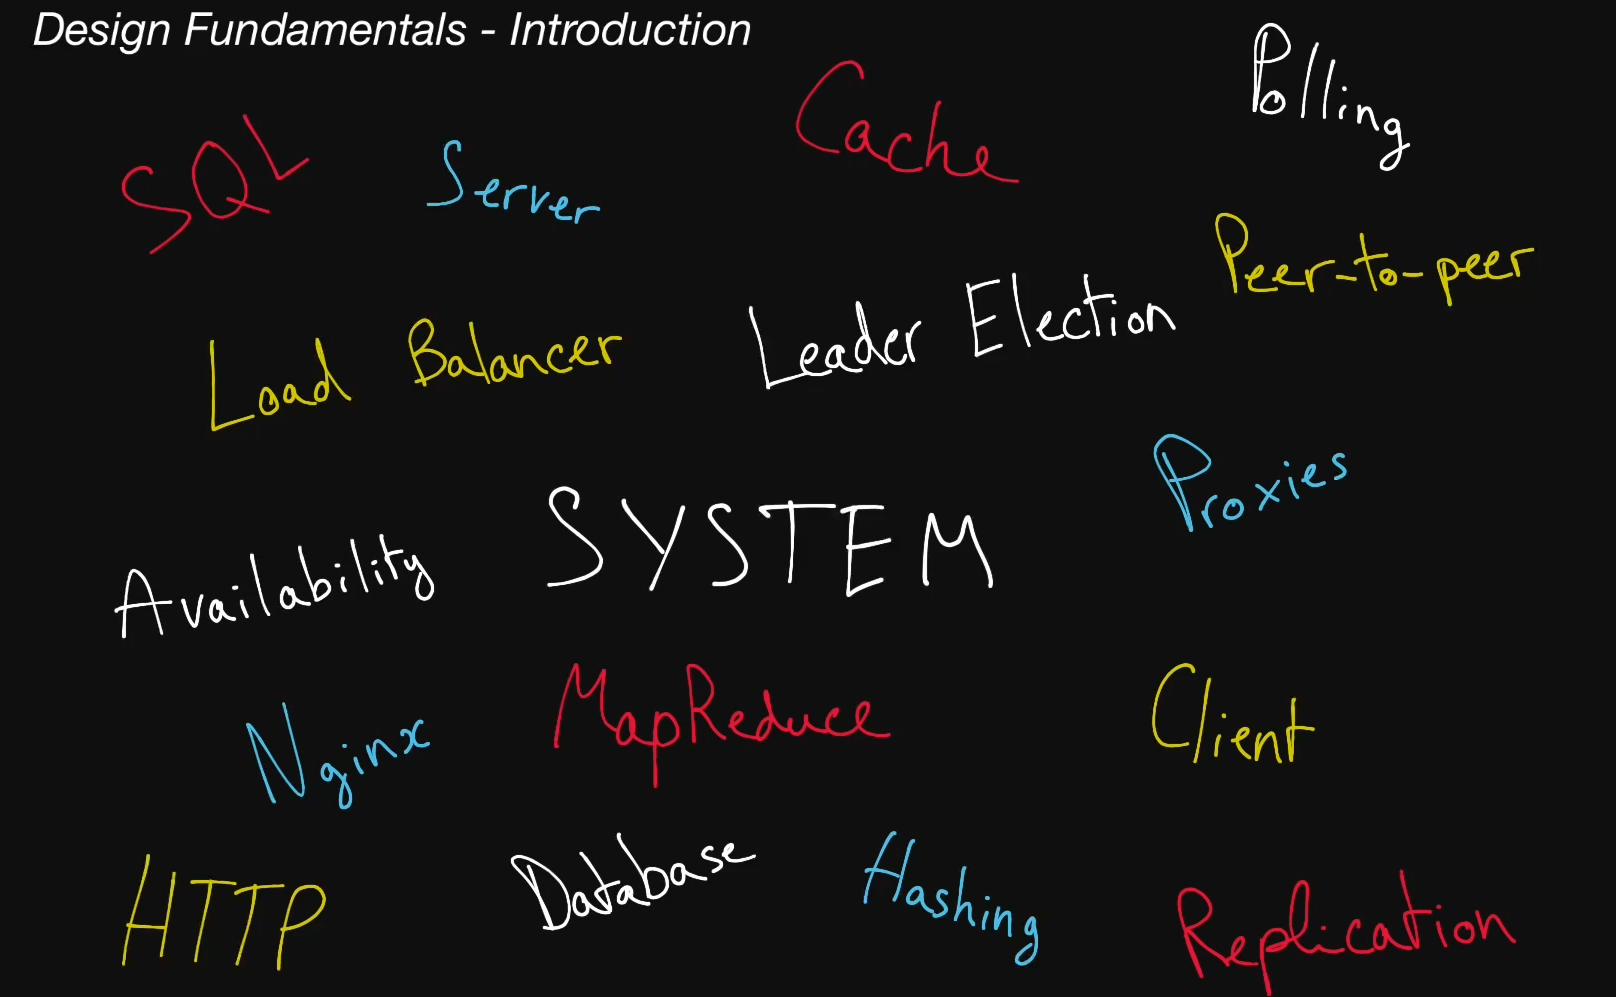 Design Fundamentals - Introduction
Polling
Cache
SQL
Server
Peer-to-peer
Leader Election
Load Balancer
Proxies
SYSTEM
Availability
MapReduce
Client
Nginx
Database
Hashing
HTTP
Replication